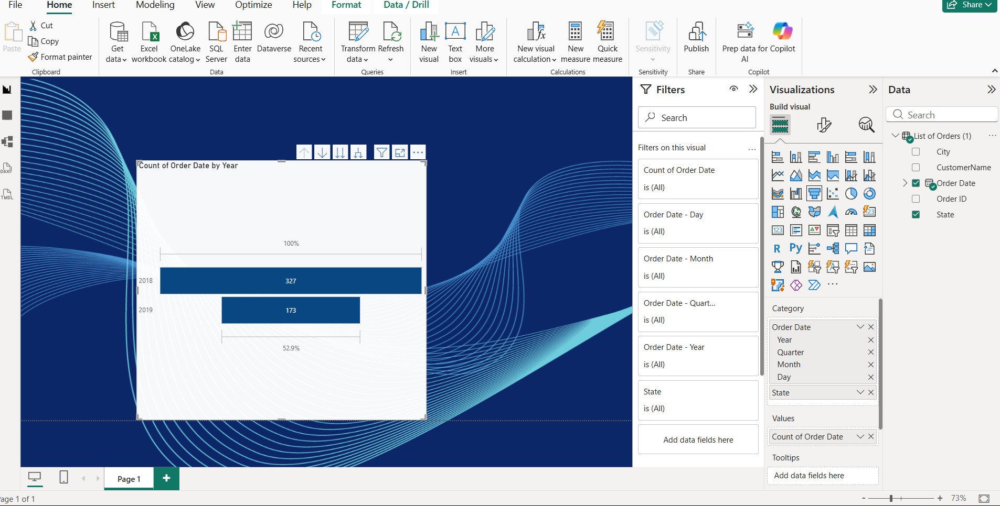 File Home Insert Modeling View Optimize Help Format Data / Drill Share
Paste
Cut
Copy
Format painter
Clipboard
Get data
Excel workbook
OneLake catalog
SQL Server
Enter data
Dataverse
Recent sources
Data
Transform data
Refresh
Queries
New visual
Text box
More visuals
Insert
New visual calculation
New measure
Quick measure
Calculations
Sensitivity
Sensitivity
Publish
Share
Prep data for AI
Copilot
Copilot
DAX
TMDL
Count of Order Date by Year
100%
2018 327
2019 173
52.9%
Filters
Search
Filters on this visual
Count of Order Date
is (All)
Order Date - Day
is (All)
Order Date - Month
is (All)
Order Date - Quart...
is (All)
Order Date - Year
is (All)
State
is (All)
Add data fields here
Visualizations
Build visual
123
123
R Py
Category
Order Date
Year
Quarter
Month
Day
State
Values
Count of Order Date
Tooltips
Add data fields here
Data
Search
List of Orders (1)
City
CustomerName
Order Date
Order ID
State
Page 1
age 1 of 1
73%